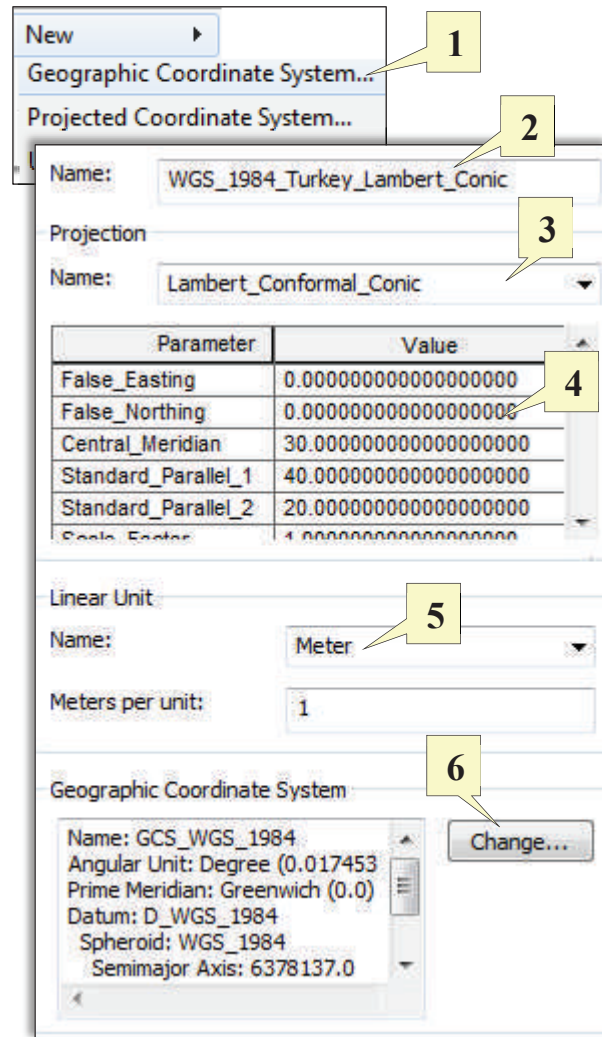 New
Geographic Coordinate System...
1
Projected Coordinate System...
2
Name: WGS_1984_Turkey_Lambert_Conic
Projection
3
Name: Lambert_Conformal_Conic
Parameter Value
False_Easting 0.000000000000000000
4
False_Northing 0.000000000000000000
Central_Meridian 30.000000000000000000
Standard_Parallel_1 40.000000000000000000
Standard_Parallel_2 20.000000000000000000
Scale_Factor 1.000000000000000000
Linear Unit
5
Name: Meter
Meters per unit: 1
6
Geographic Coordinate System
Name: GCS_WGS_1984
Change...
Angular Unit: Degree (0.017453
Prime Meridian: Greenwich (0.0)
Datum: D_WGS_1984
Spheroid: WGS_1984
Semimajor Axis: 6378137.0